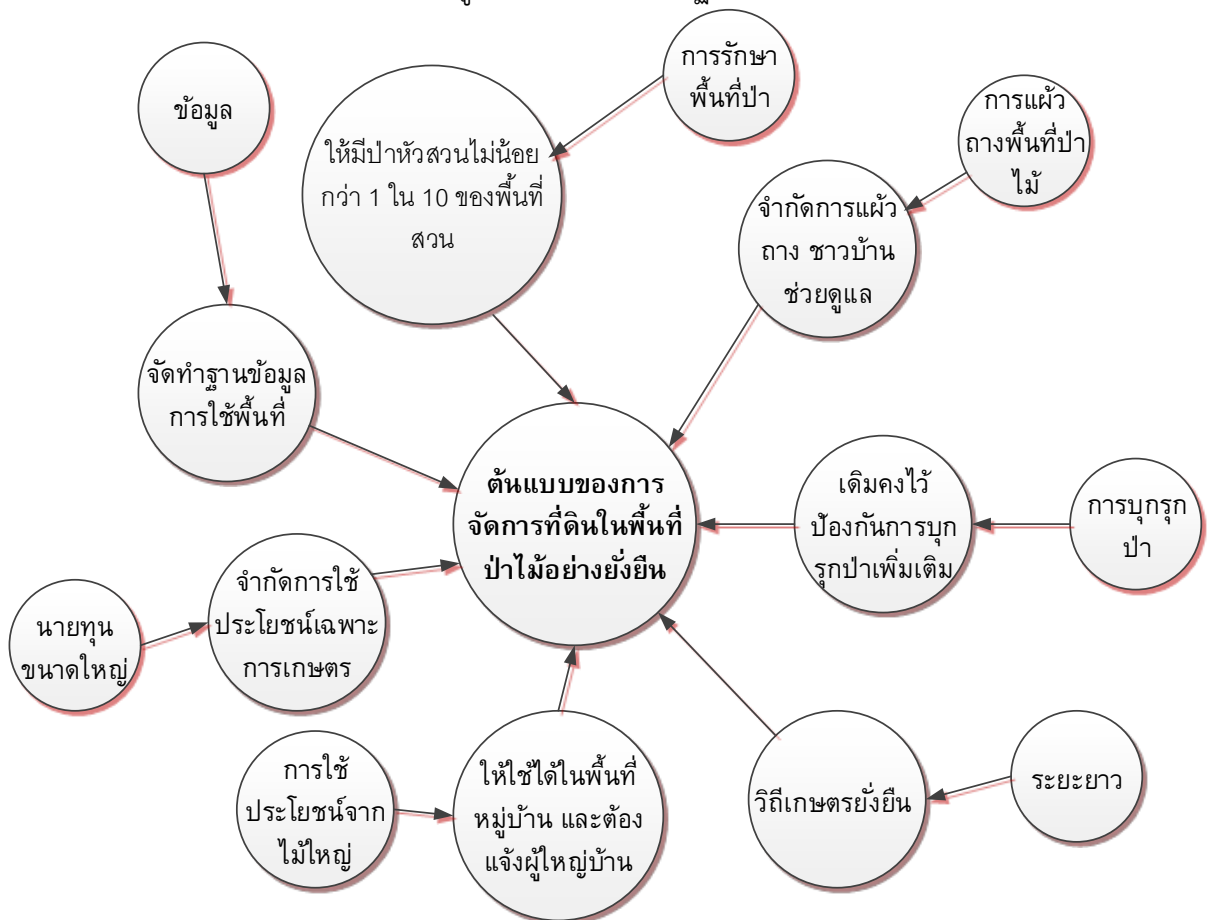 ข้อมูล
ให้มีป่าหัวสวนไม่น้อย
กว่า 1 ใน 10 ของพื้นที่
สวน
การรักษา
พื้นที่ป่า
การแผ้ว
ถางพื้นที่ป่า
ไม้
จำกัดการแผ้ว
ถาง ชาวบ้าน
ช่วยดูแล
จัดทำฐานข้อมูล
การใช้พื้นที่
ต้นแบบของการ
จัดการที่ดินในพื้นที่
ป่าไม้อย่างยั่งยืน
เดิมคงไว้
ป้องกันการบุก
รุกป่าเพิ่มเติม
การบุกรุก
ป่า
นายทุน
ขนาดใหญ่
จำกัดการใช้
ประโยชน์เฉพาะ
การเกษตร
การใช้
ประโยชน์จาก
ไม้ใหญ่
ให้ใช้ได้ในพื้นที่
หมู่บ้าน และต้อง
แจ้งผู้ใหญ่บ้าน
วิถีเกษตรยั่งยืน
ระยะยาว